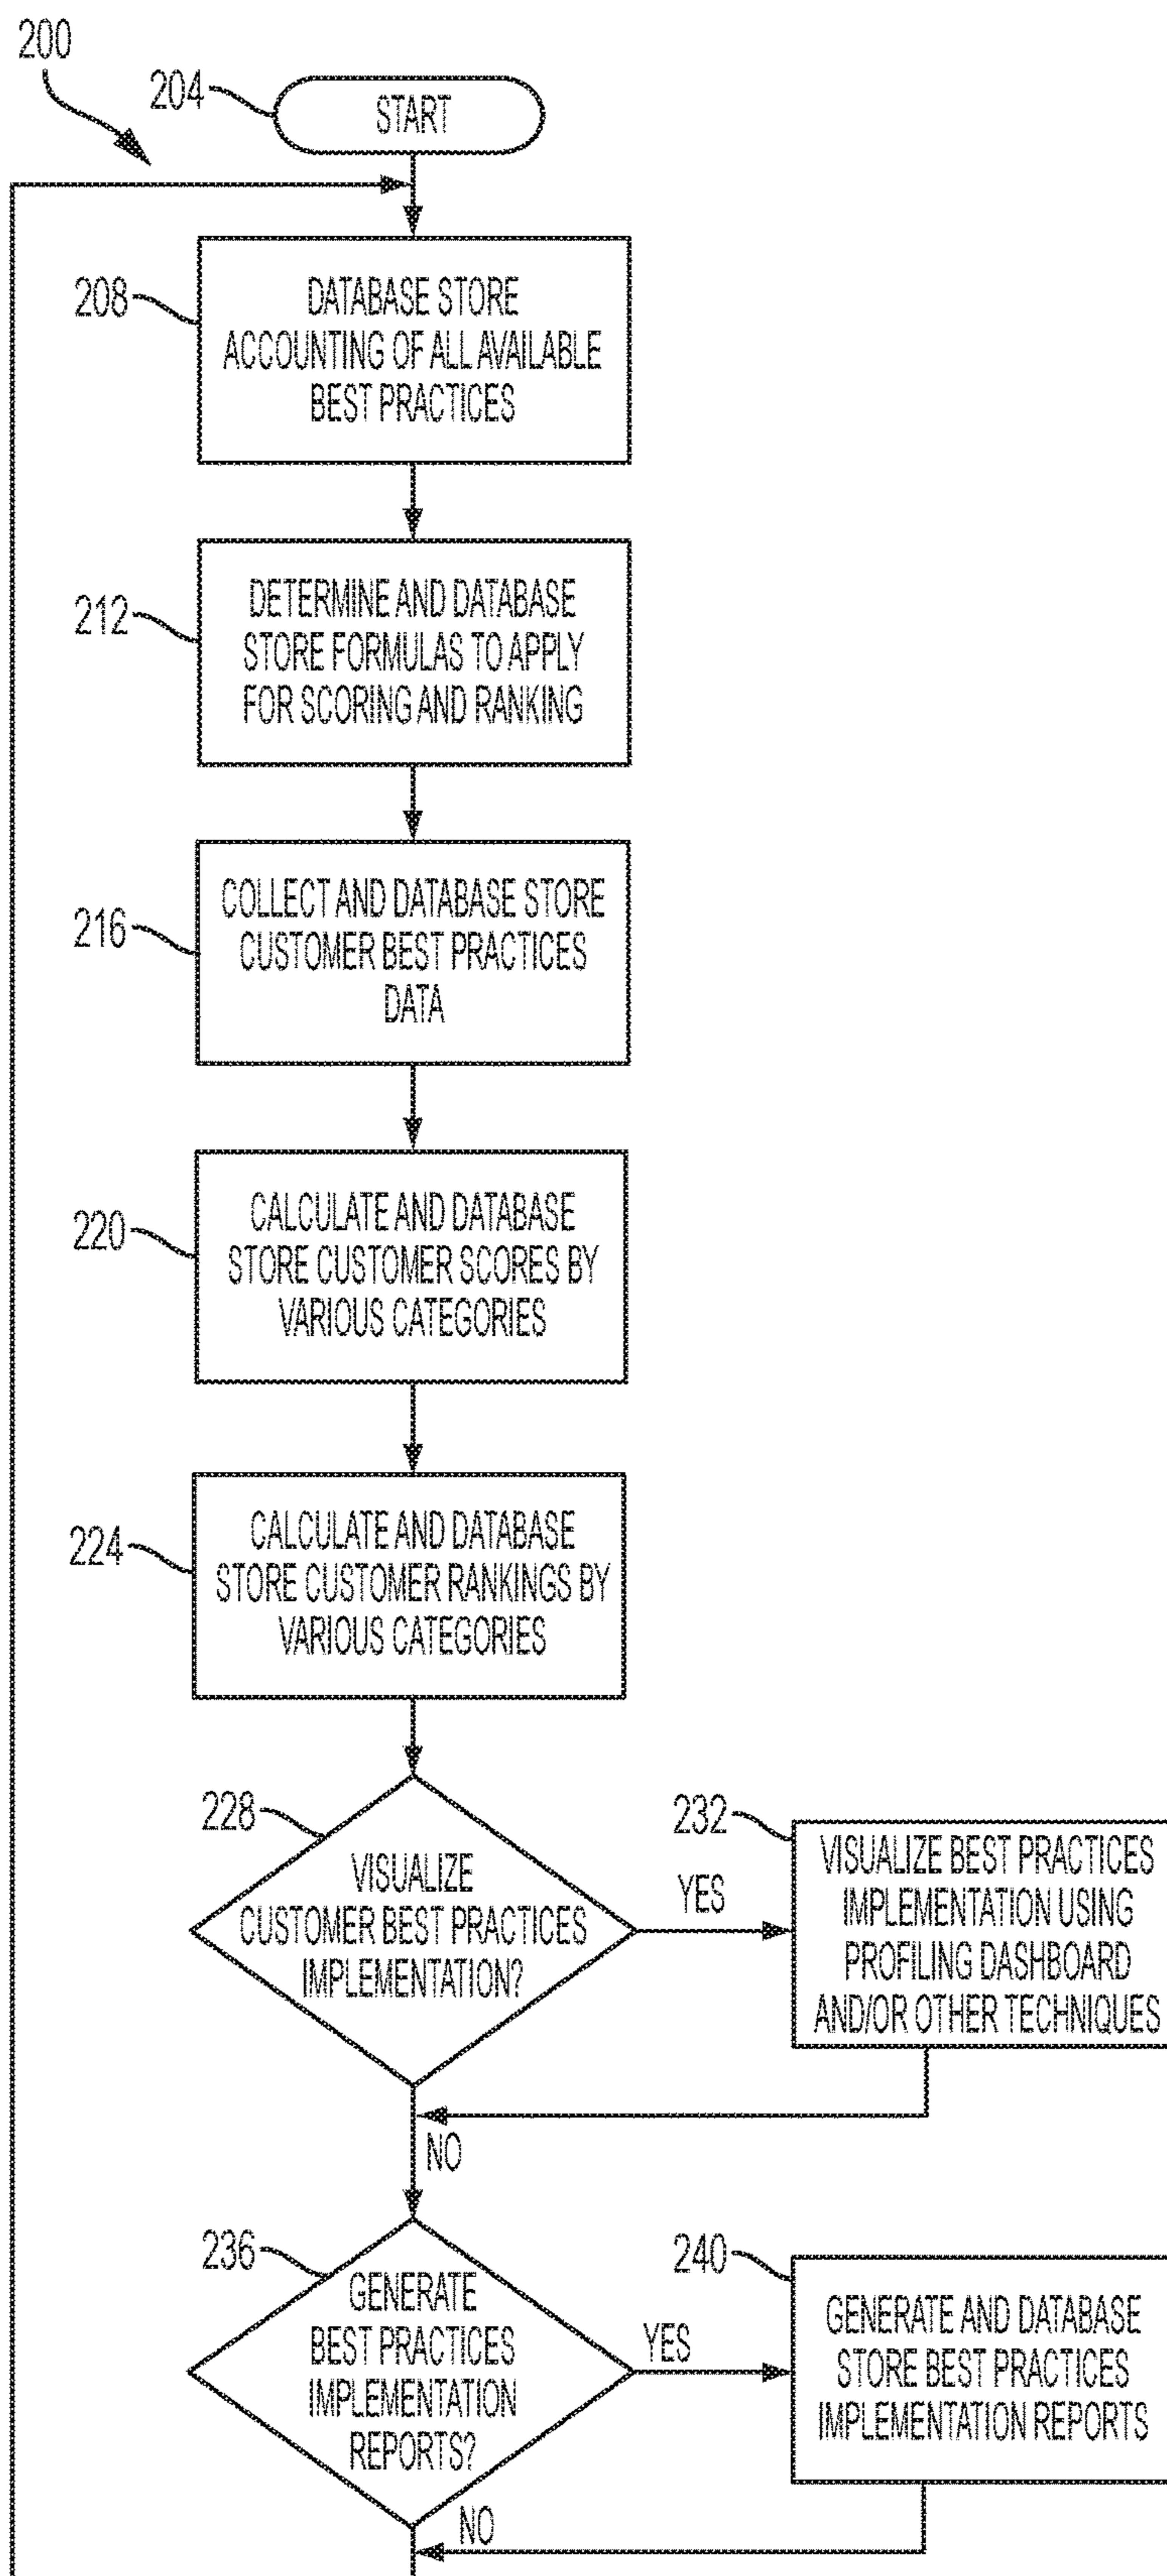 200
204
START
208
DATABASE STORE
ACCOUNTING OF ALL AVAILABLE
BEST PRACTICES
212
DETERMINE AND DATABASE
STORE FORMULAS TO APPLY
FOR SCORING AND RANKING
216
COLLECT AND DATABASE STORE
CUSTOMER BEST PRACTICES
DATA
220
CALCULATE AND DATABASE
STORE CUSTOMER SCORES BY
VARIOUS CATEGORIES
224
CALCULATE AND DATABASE
STORE CUSTOMER RANKINGS BY
VARIOUS CATEGORIES
228
VISUALIZE
CUSTOMER BEST PRACTICES
IMPLEMENTATION?
YES
232
VISUALIZE BEST PRACTICES
IMPLEMENTATION USING
PROFILING DASHBOARD
AND/OR OTHER TECHNIQUES
NO
236
GENERATE
BEST PRACTICES
IMPLEMENTATION
REPORTS?
YES
240
GENERATE AND DATABASE
STORE BEST PRACTICES
IMPLEMENTATION REPORTS
NO